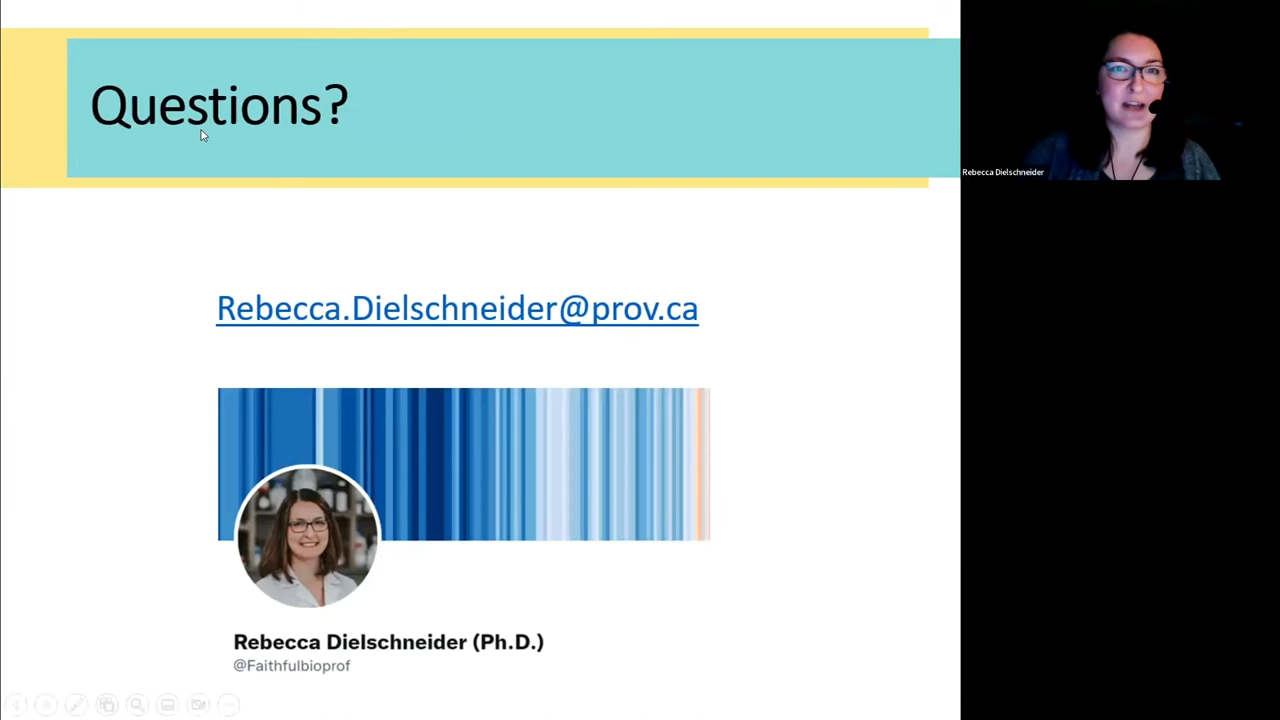 Questions?
Rebecca Dielschneider
Rebecca.Dielschneider@prov.ca
Rebecca Dielschneider (Ph.D.)
@Faithfulbioprof